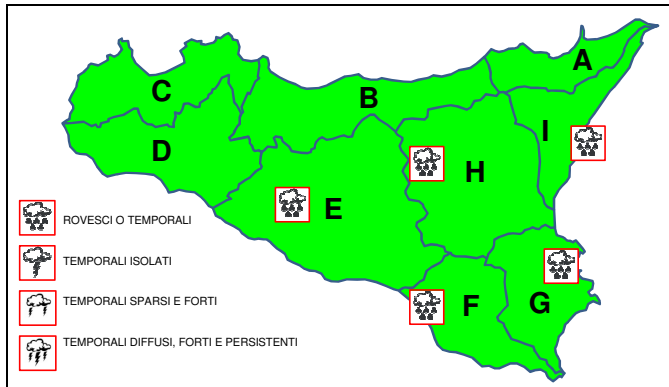 A
B
C
I
D
H
E
ROVESCI O TEMPORALI
TEMPORALI ISOLATI
TEMPORALI SPARSI E FORTI
F
G
TEMPORALI DIFFUSI, FORTI E PERSISTENTI